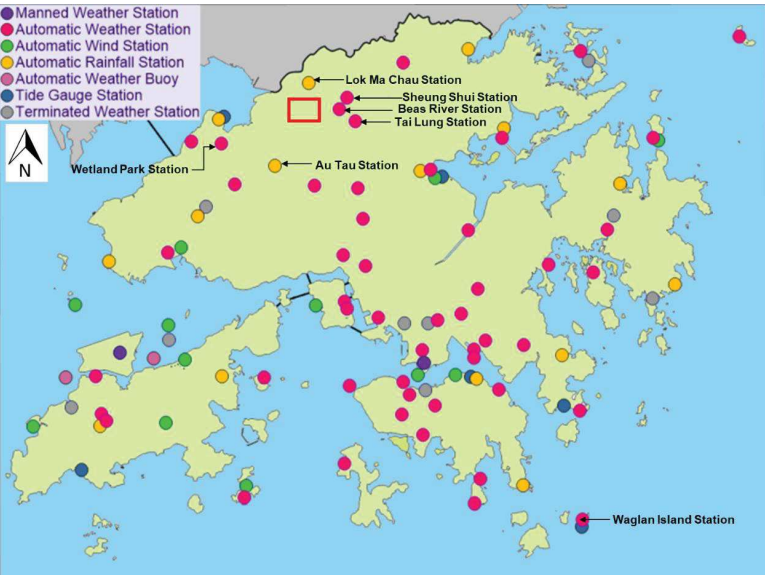 Manned Weather Station
Automatic Weather Station
Automatic Wind Station
Automatic Rainfall Station
Automatic Weather Buoy
Tide Gauge Station
Terminated Weather Station
N
Lok Ma Chau Station
Sheung Shui Station
Beas River Station
Tai Lung Station
Wetland Park Station
Au Tau Station
Waglan Island Station